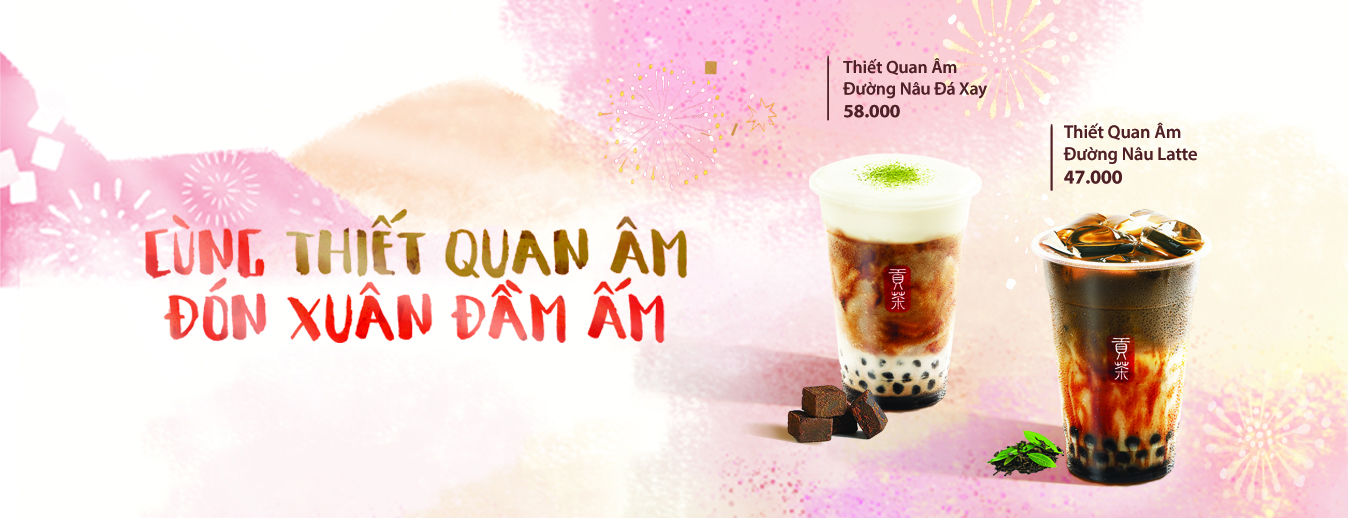 CÙNG THIẾT QUAN ÂM
ĐÓN XUÂN ĐẦM ẤM
Thiết Quan Âm
Đường Nâu Đá Xay
58.000
Thiết Quan Âm
Đường Nâu Latte
47.000
貢
茶
貢
茶